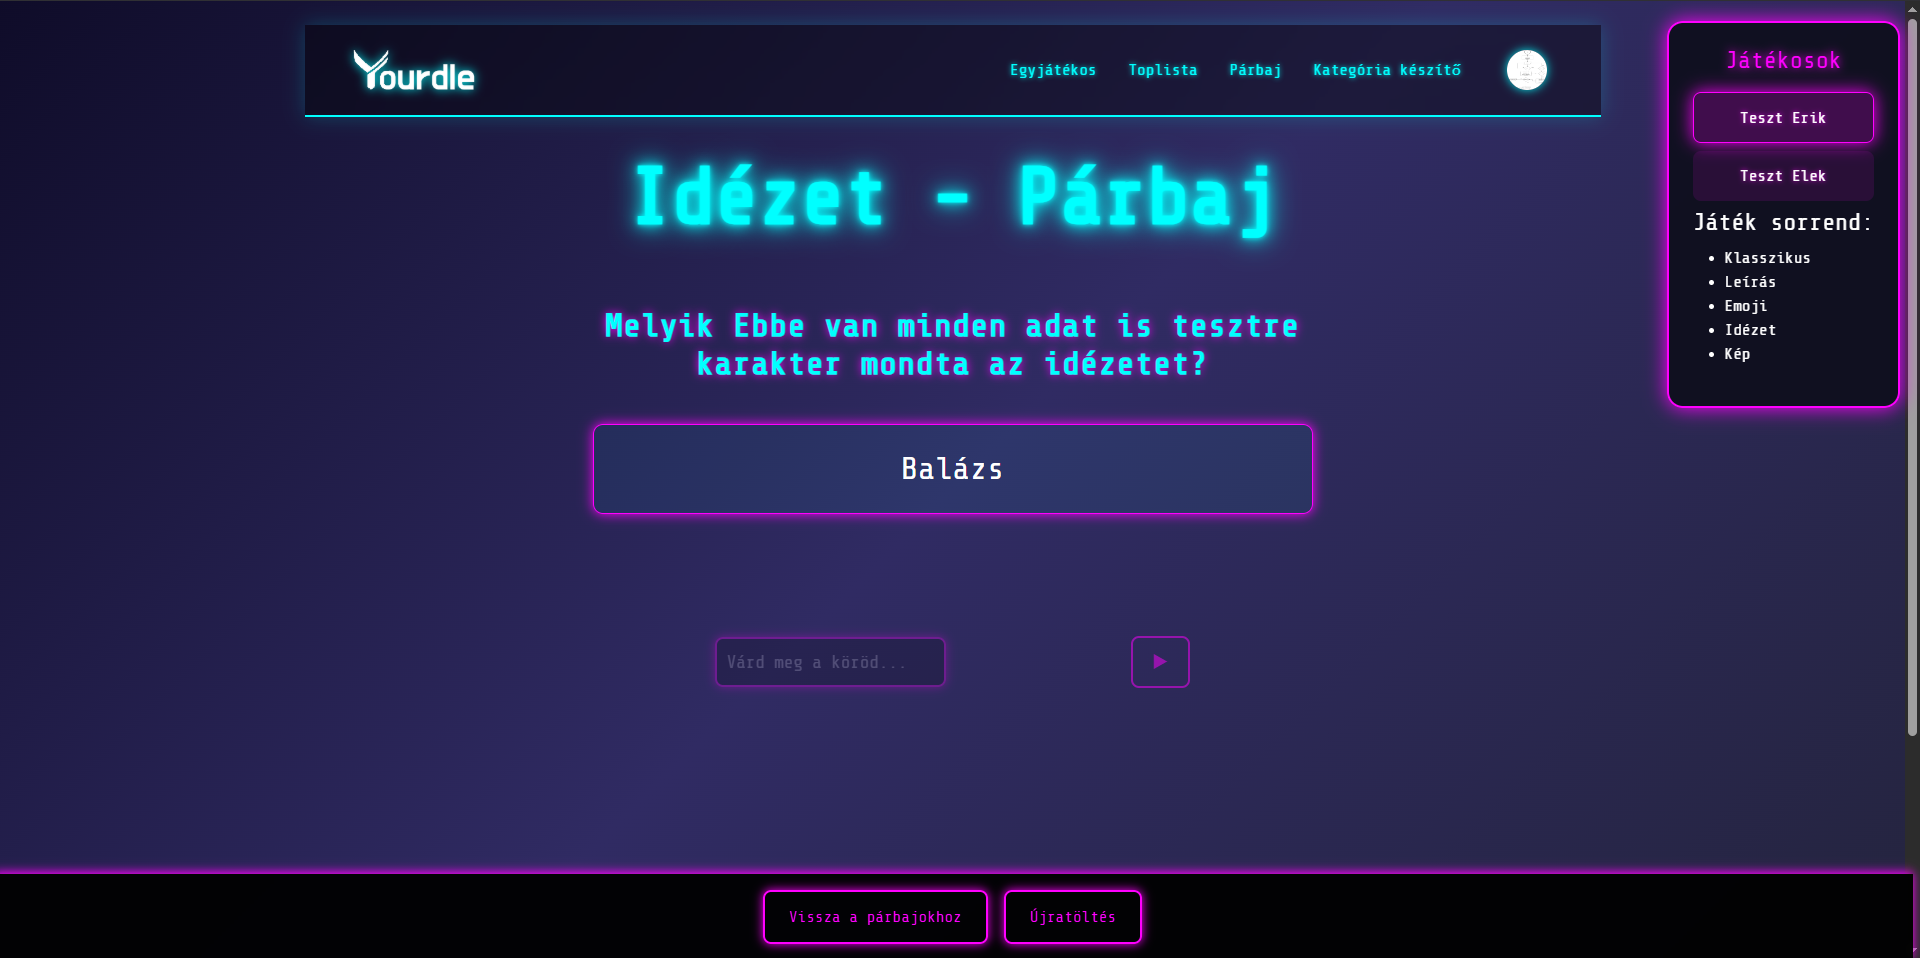 Yourdle
Egyjátékos Toplista Párbaj Kategória készítő
Idézet - Párbaj
Melyik Ebbe van minden adat is tesztre
karakter mondta az idézetet?
Balázs
Várd meg a köröd...
Játékosok
Teszt Erik
Teszt Elek
Játék sorrend:
Klasszikus
Leírás
Emoji
Idézet
Kép
Vissza a párbajokhoz Újratöltés